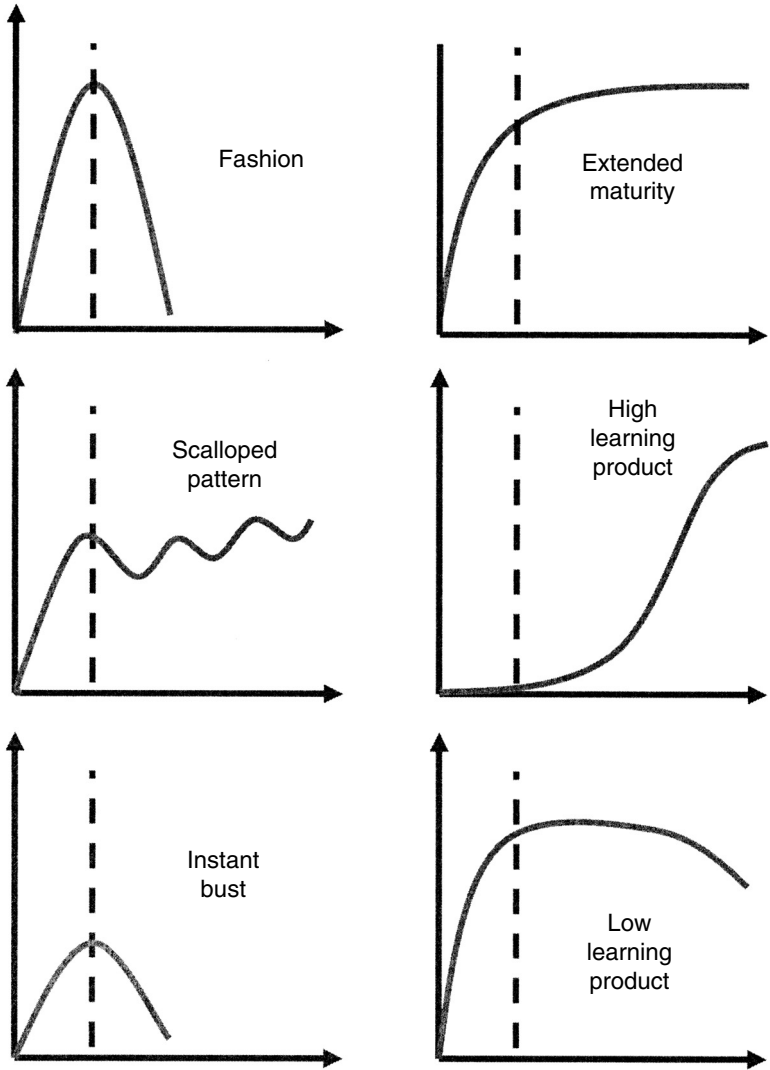 Fashion
Extended
maturity
Scalloped
pattern
High
learning
product
Instant
bust
Low
learning
product